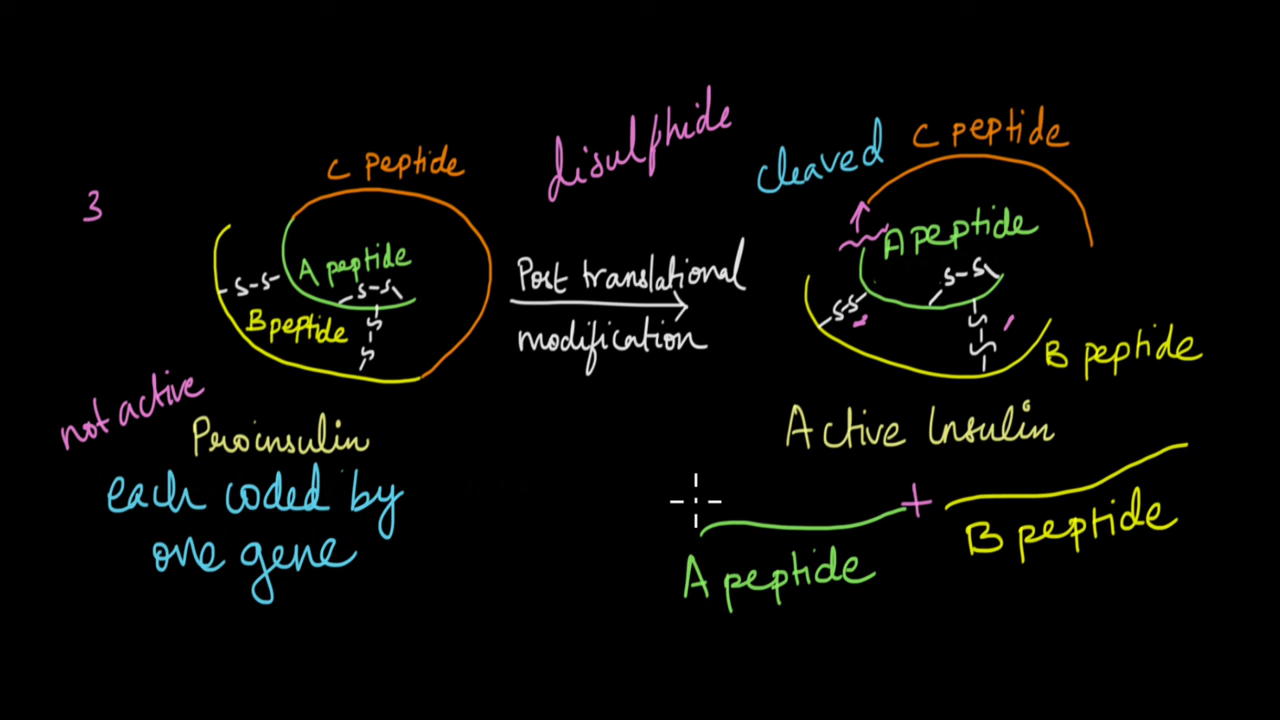 3
C peptide
A peptide
-S-S-
S-S
B peptide
S-S
not active
Proinsulin
each coded by
one gene
disulphide
Post translational
modification
cleaved
C peptide
A peptide
S-S
-S-S
S-S
B peptide
Active Insulin
A peptide
+
B peptide